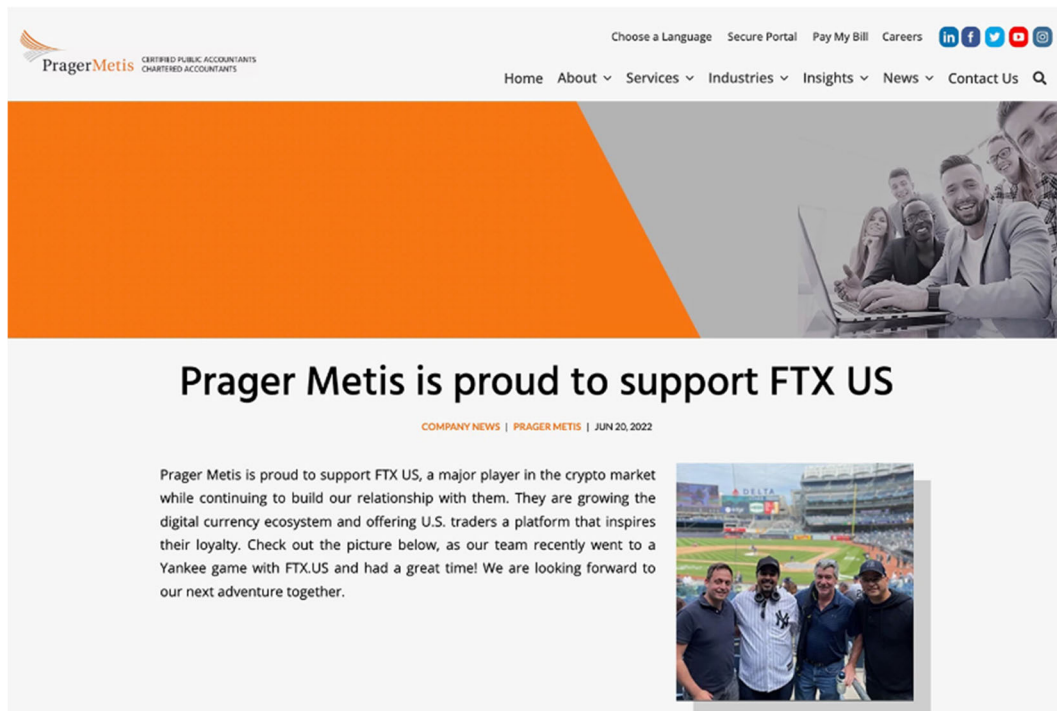 Choose a Language Secure Portal Pay My Bill Careers
PragerMetis CERTIFIED PUBLIC ACCOUNTANTS
CHARTERED ACCOUNTANTS
Home About Services Industries Insights News Contact Us
Prager Metis is proud to support FTX US
COMPANY NEWS | PRAGER METIS | JUN 20, 2022
Prager Metis is proud to support FTX US, a major player in the crypto market
while continuing to build our relationship with them. They are growing the
digital currency ecosystem and offering U.S. traders a platform that inspires
their loyalty. Check out the picture below, as our team recently went to a
Yankee game with FTX.US and had a great time! We are looking forward to
our next adventure together.
DELTA